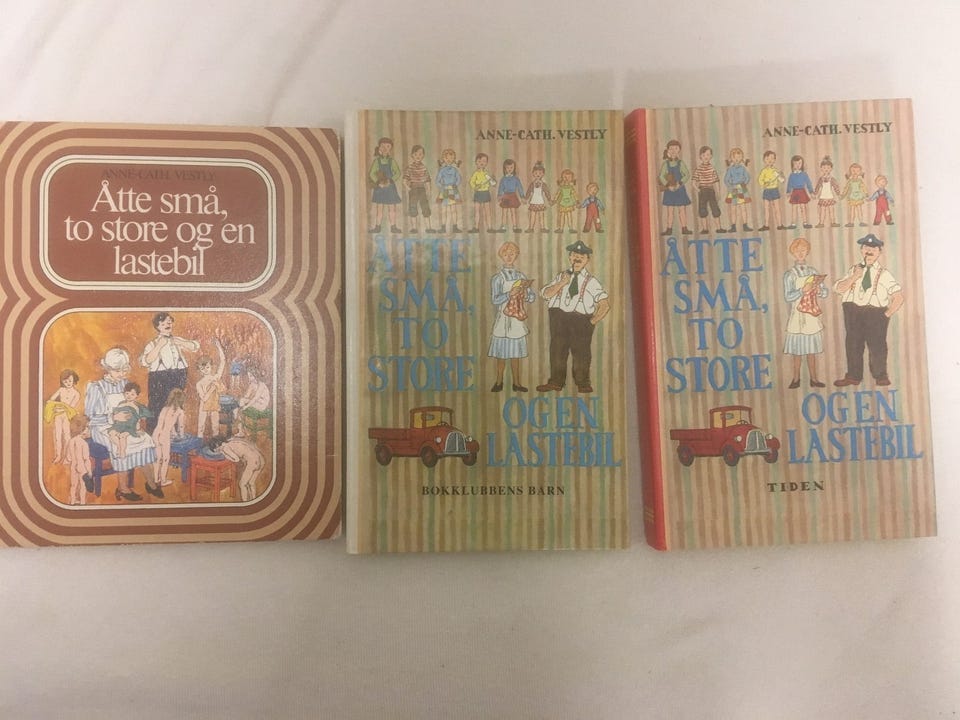 ANNE-CATH. VESTLY
Åtte små,
to store og en
lastebil
ANNE-CATH. VESTLY
ÅTTE
SMÅ,
TO
STORE
OG EN
LASTEBIL
BOKKLUBBENS BARN
ANNE-CATH. VESTLY
ÅTTE
SMÅ,
TO
STORE
OG EN
LASTEBIL
TIDEN